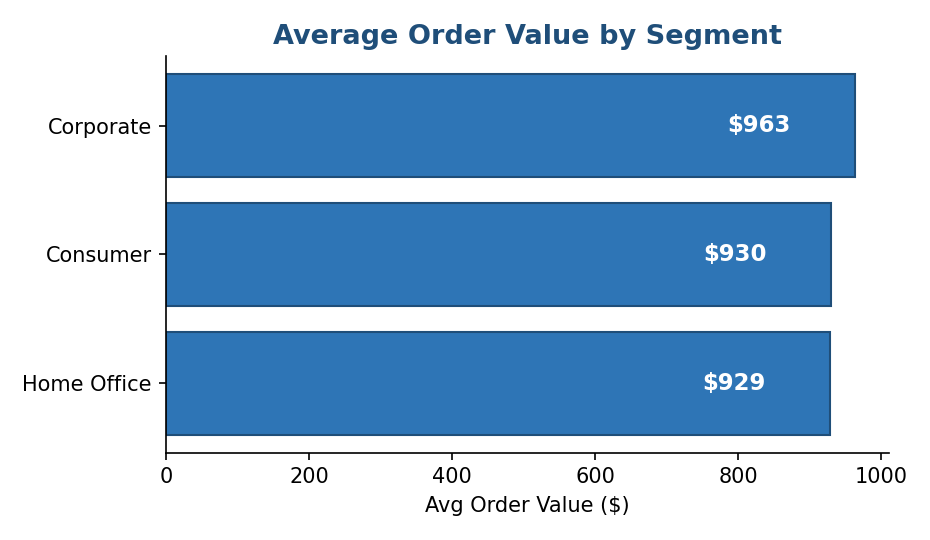 Average Order Value by Segment
Corporate
$963
Consumer
$930
Home Office
$929
0 200 400 600 800 1000
Avg Order Value ($)